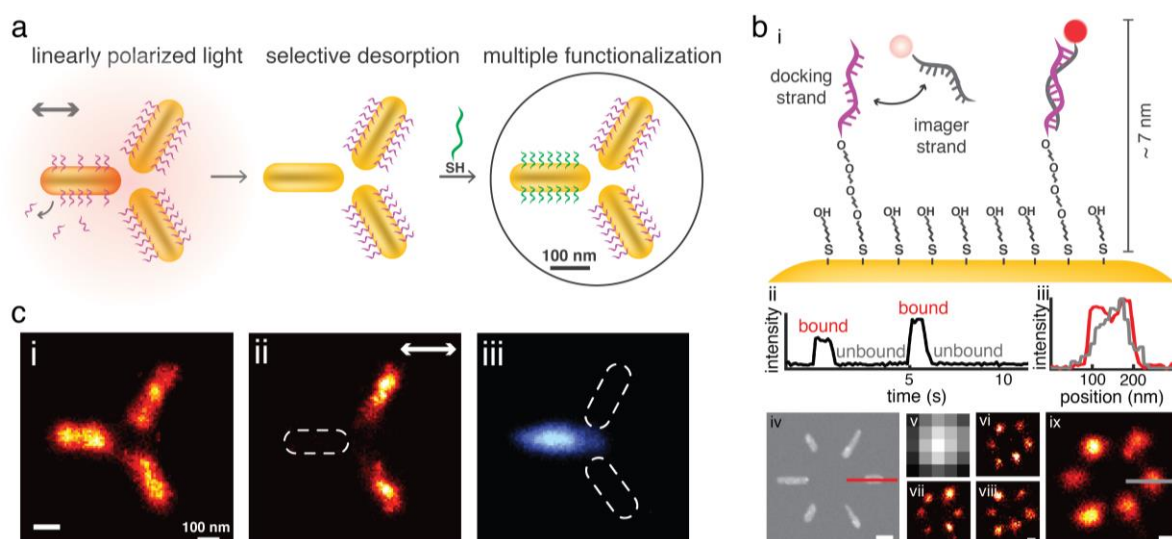 a
linearly polarized light
selective desorption
multiple functionalization
SH
100 nm
b
i
docking
strand
imager
strand
~ 7 nm
O
O
O
O
O
O
O
O
OH
OH
OH
OH
OH
OH
OH
S
S
S
S
S
S
S
S
S
ii
intensity
bound
unbound
bound
unbound
5
10
time (s)
iii
intensity
100
200
position (nm)
c
i
100 nm
ii
iii
iv
v
vi
vii
viii
ix